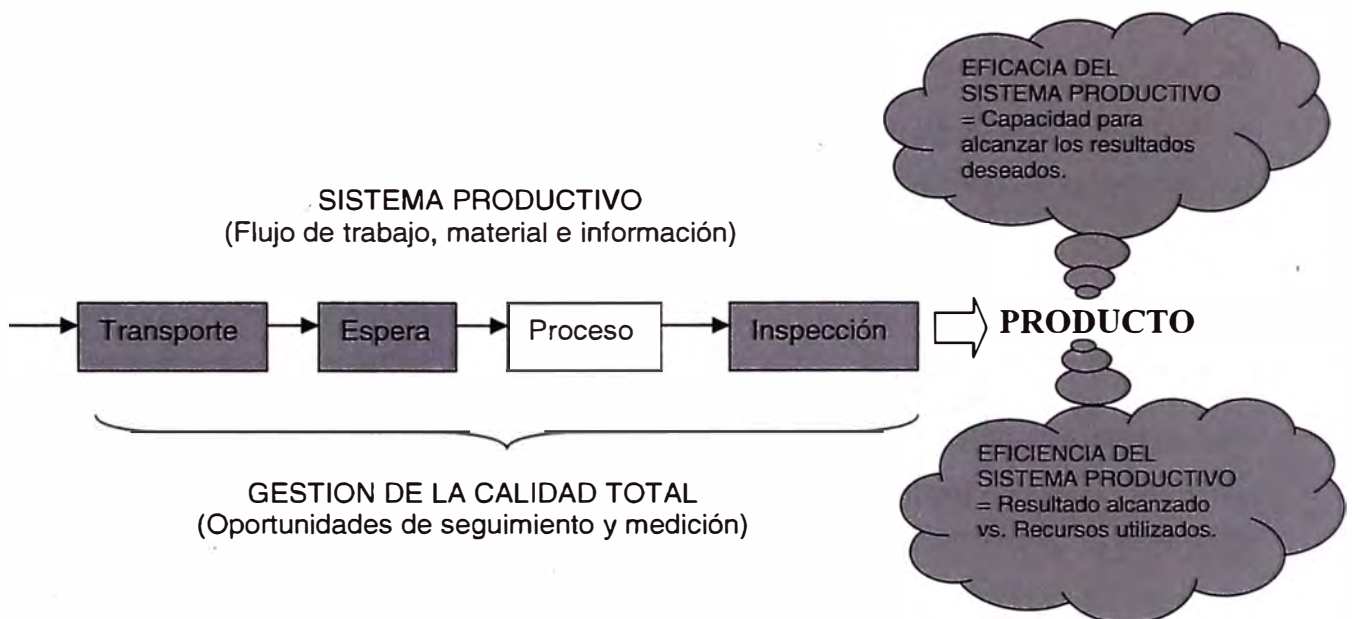 EFICACIA DEL
SISTEMA PRODUCTIVO
= Capacidad para
alcanzar los resultados
deseados.
SISTEMA PRODUCTIVO
(Flujo de trabajo, material e información)
Transporte
Espera
Proceso
Inspección
PRODUCTO
GESTION DE LA CALIDAD TOTAL
(Oportunidades de seguimiento y medición)
EFICIENCIA DEL
SISTEMA PRODUCTIVO
= Resultado alcanzado
vs. Recursos utilizados.